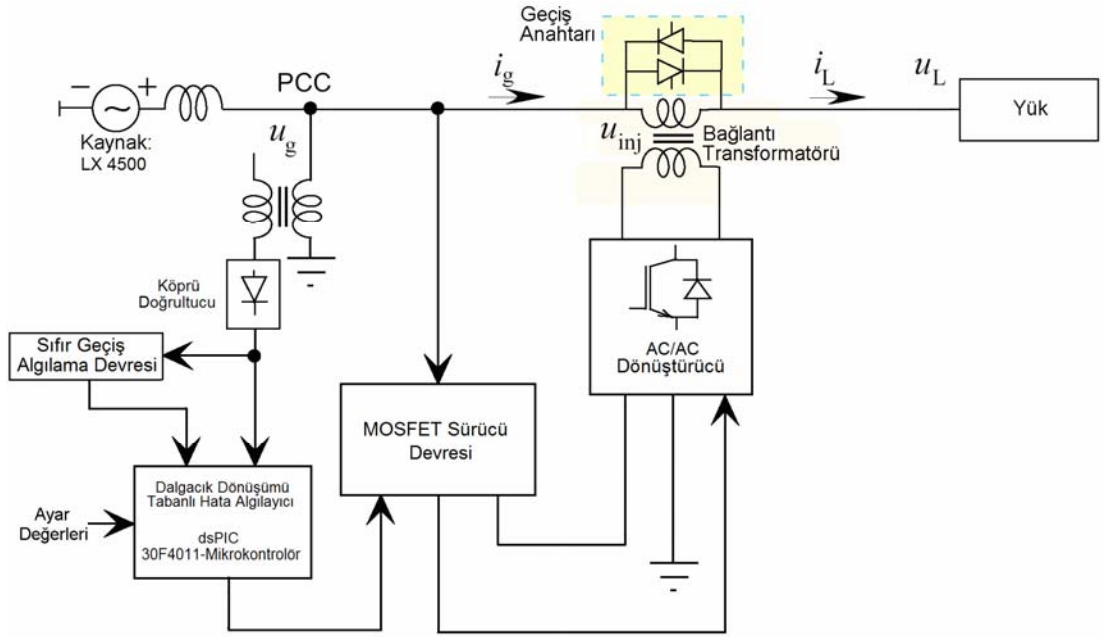 Geçiş
Anahtarı
− +
PCC
i_g
i_L
u_L
Kaynak:
LX 4500
u_g
u_inj
Bağlantı
Transformatörü
Yük
Köprü
Doğrultucu
AC/AC
Dönüştürücü
Sıfır Geçiş
Algılama Devresi
MOSFET Sürücü
Devresi
Ayar
Değerleri
Dalgacık Dönüşümü
Tabanlı Hata Algılayıcı
dsPIC
30F4011-Mikrokontrolör